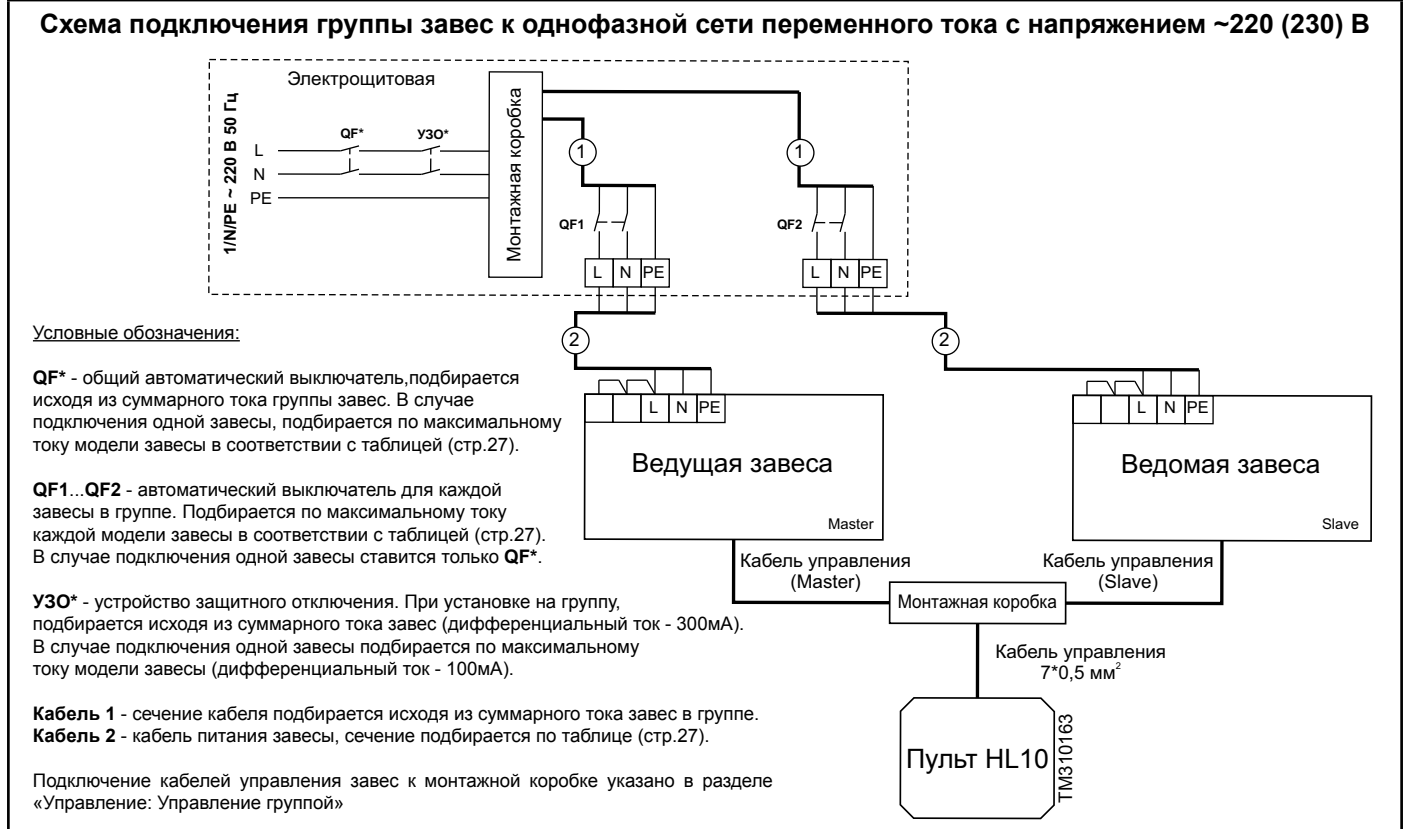 Схема подключения группы завес к однофазной сети переменного тока с напряжением ~220 (230) В
Электрощитовая
1/N/PE ~ 220 В 50 Гц
L
N
PE
QF*
УЗО*
Монтажная коробка
1
1
QF1
QF2
L N PE
L N PE
2
2
L N PE
Ведущая завеса
Master
L N PE
Ведомая завеса
Slave
Кабель управления
(Master)
Кабель управления
(Slave)
Монтажная коробка
Кабель управления
7*0,5 мм²
Пульт HL10
TM310163
Условные обозначения:
QF* - общий автоматический выключатель,подбирается
исходя из суммарного тока группы завес. В случае
подключения одной завесы, подбирается по максимальному
току модели завесы в соответствии с таблицей (стр.27).
QF1...QF2 - автоматический выключатель для каждой
завесы в группе. Подбирается по максимальному току
каждой модели завесы в соответствии с таблицей (стр.27).
В случае подключения одной завесы ставится только QF*.
УЗО* - устройство защитного отключения. При установке на группу,
подбирается исходя из суммарного тока завес (дифференциальный ток - 300мА).
В случае подключения одной завесы подбирается по максимальному
току модели завесы (дифференциальный ток - 100мА).
Кабель 1 - сечение кабеля подбирается исходя из суммарного тока завес в группе.
Кабель 2 - кабель питания завесы, сечение подбирается по таблице (стр.27).
Подключение кабелей управления завес к монтажной коробке указано в разделе
«Управление: Управление группой»